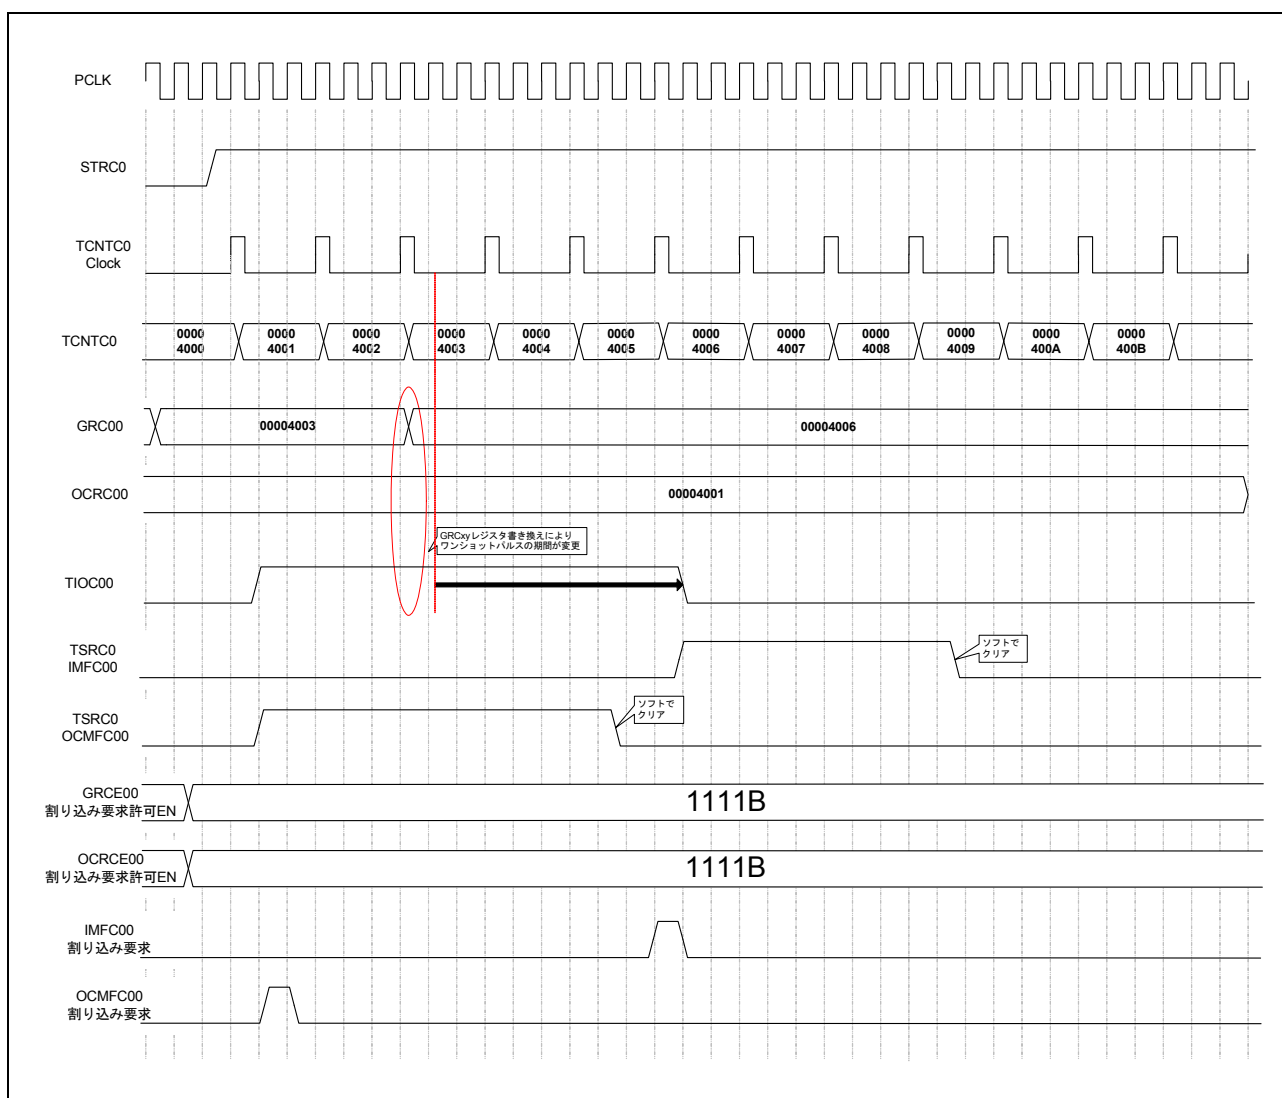 PCLK
STRC0
TCNTC0
Clock
TCNTC0
0000 0000 0000 0000 0000 0000 0000 0000 0000 0000 0000 0000
4000 4001 4002 4003 4004 4005 4006 4007 4008 4009 400A 400B
GRC00
00004003
00004006
OCRC00
00004001
GRCxyレジスタ書き換えにより
ワンショットパルスの期間が変更
TIOC00
TSRC0
IMFC00
ソフトで
クリア
TSRC0
OCMFC00
ソフトで
クリア
GRCE00
割り込み要求許可EN
1111B
OCRCE00
割り込み要求許可EN
1111B
IMFC00
割り込み要求
OCMFC00
割り込み要求